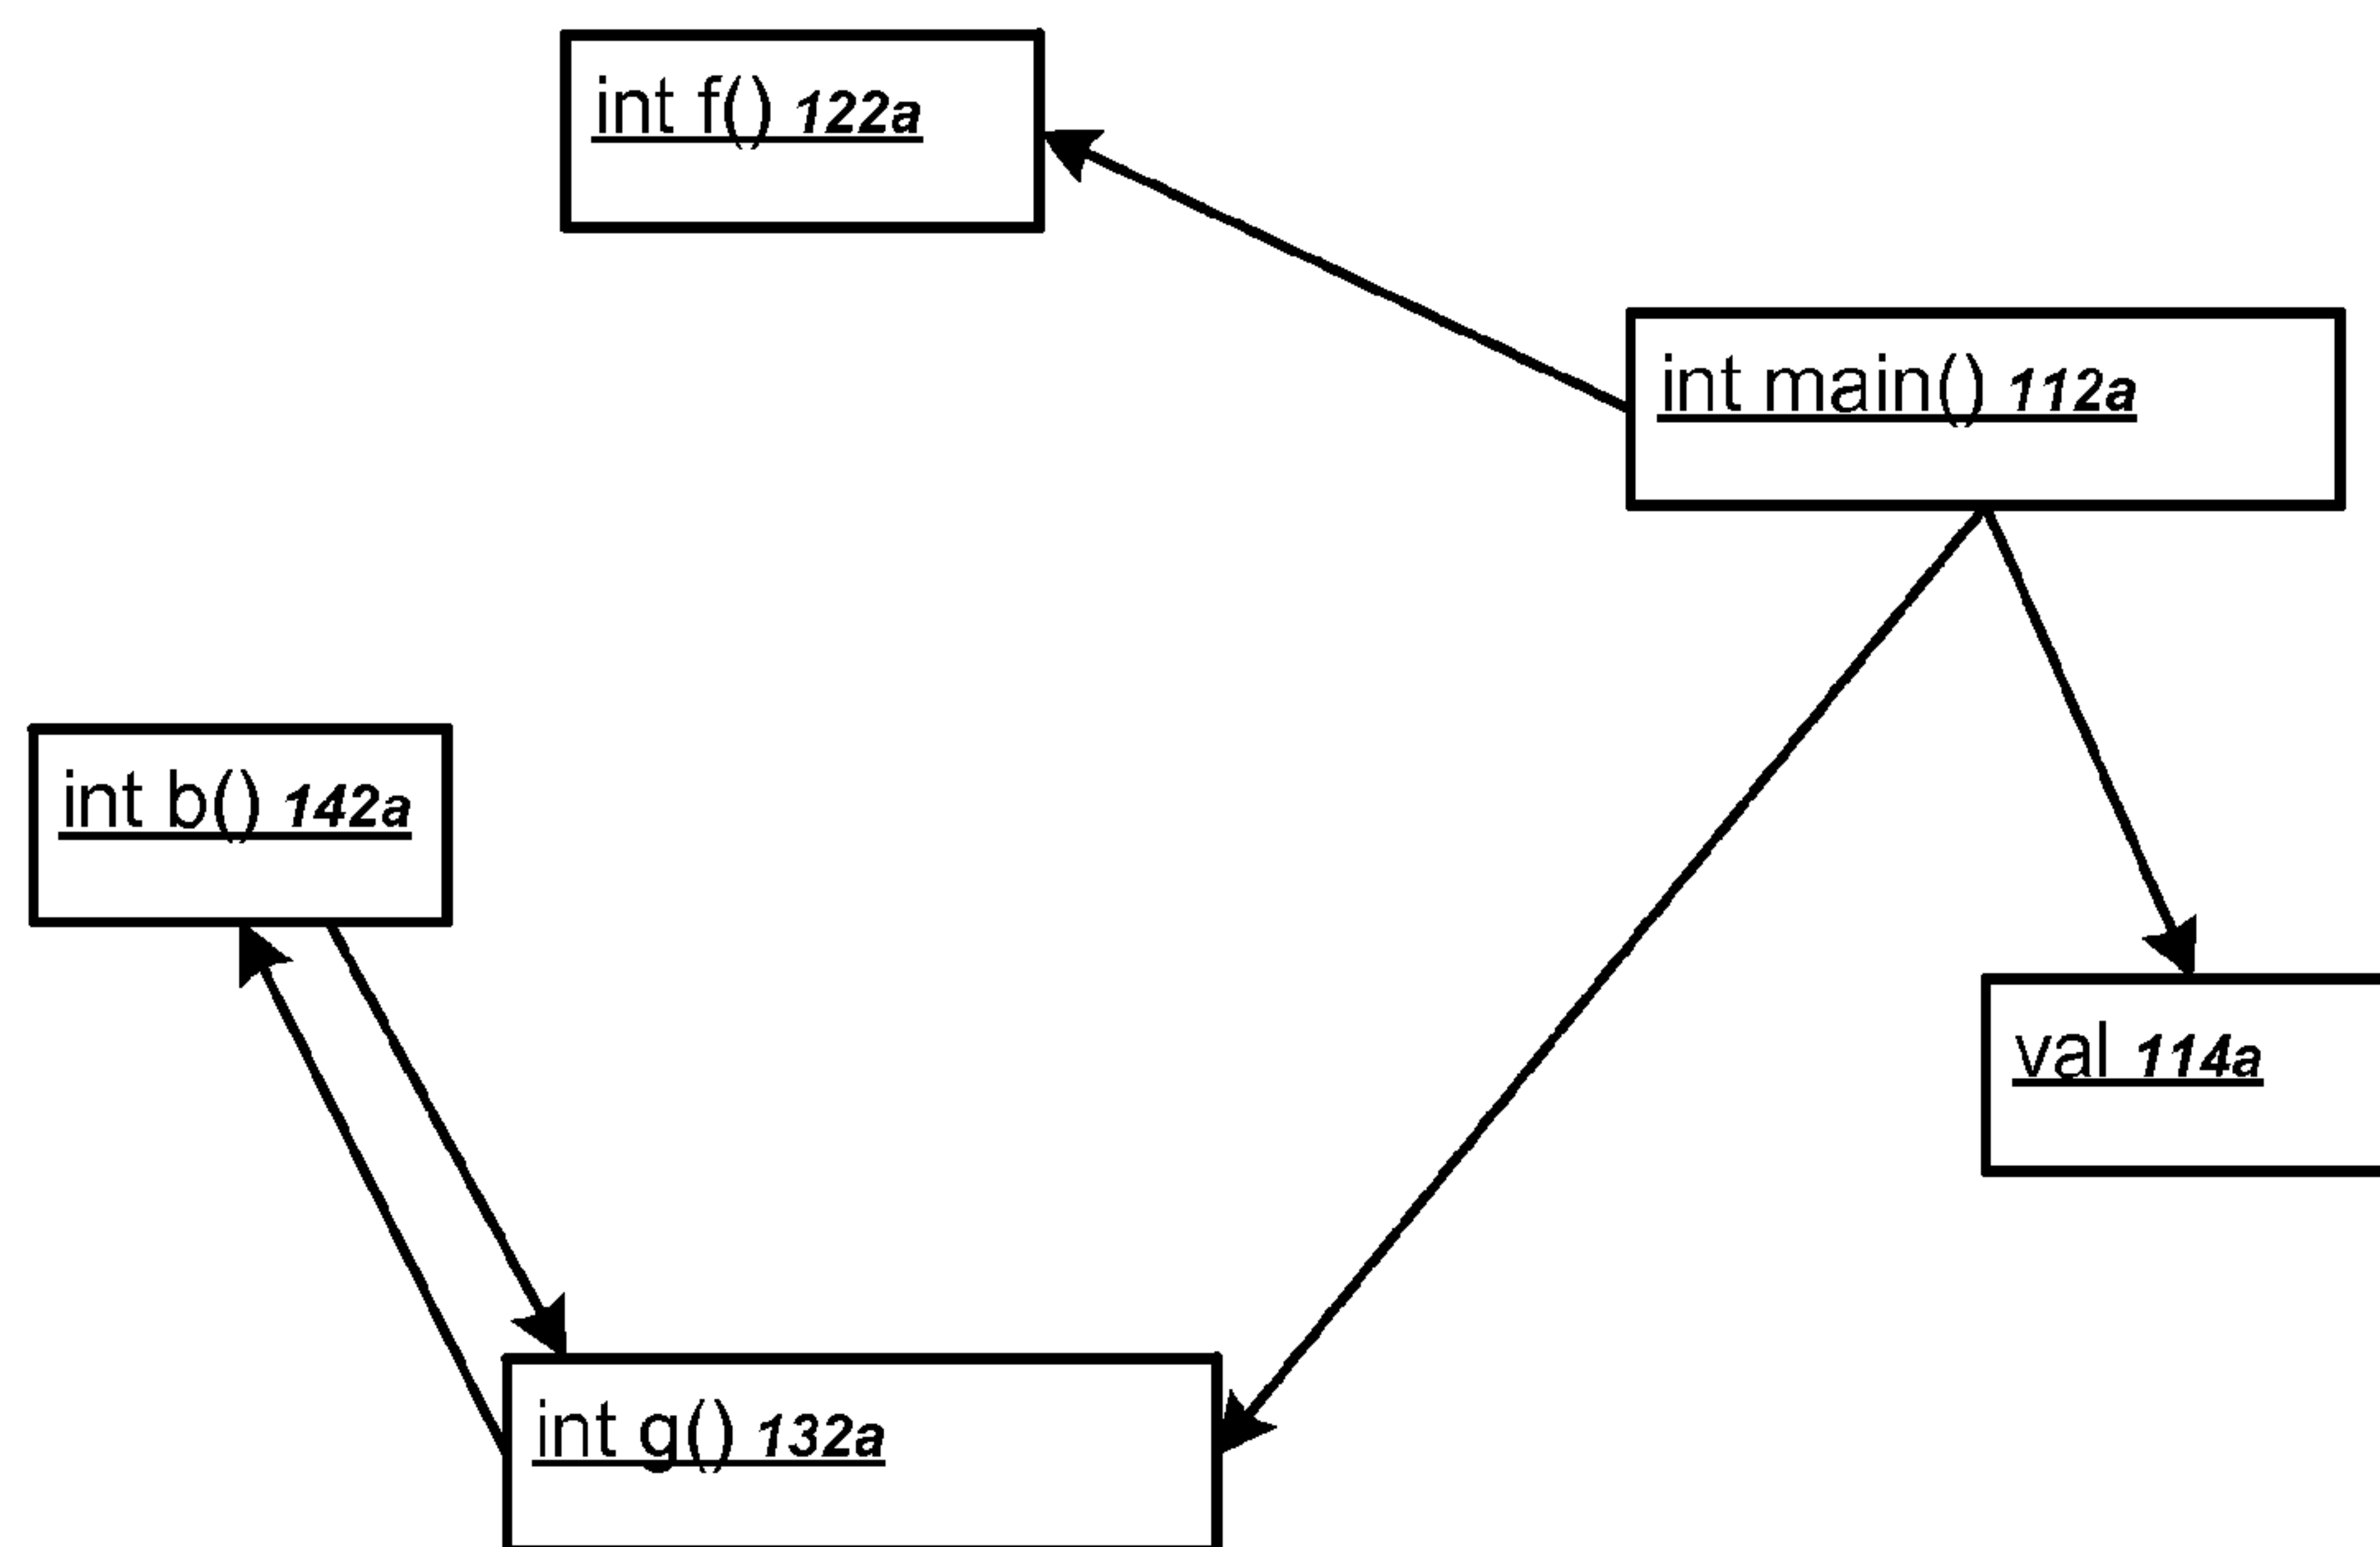 int f() 122a
int main() 112a
int b() 142a
val 114a
int g() 132a